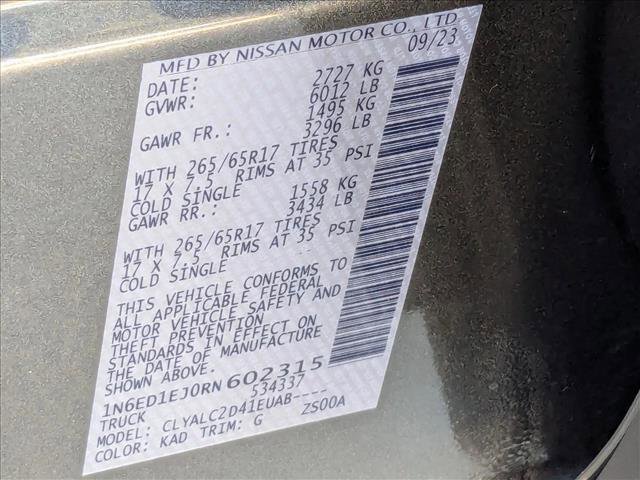 MFD BY NISSAN MOTOR CO., LTD
DATE: 09/23
GVWR: 2727 KG
6012 LB
GAWR FR.: 1495 KG
3296 LB
WITH 265/65R17 TIRES
17 X 7.5 RIMS AT 35 PSI
COLD SINGLE
GAWR RR.: 1558 KG
3434 LB
WITH 265/65R17 TIRES
17 X 7.5 RIMS AT 35 PSI
COLD SINGLE
THIS VEHICLE CONFORMS TO
ALL APPLICABLE FEDERAL
MOTOR VEHICLE SAFETY AND
THEFT PREVENTION
STANDARDS IN EFFECT ON
THE DATE OF MANUFACTURE
SHOWN ABOVE.
1N6ED1EJ0RN602315
TRUCK 534337
MODEL: CLYALC2D41EUAB----
COLOR: KAD TRIM: G ZS00A